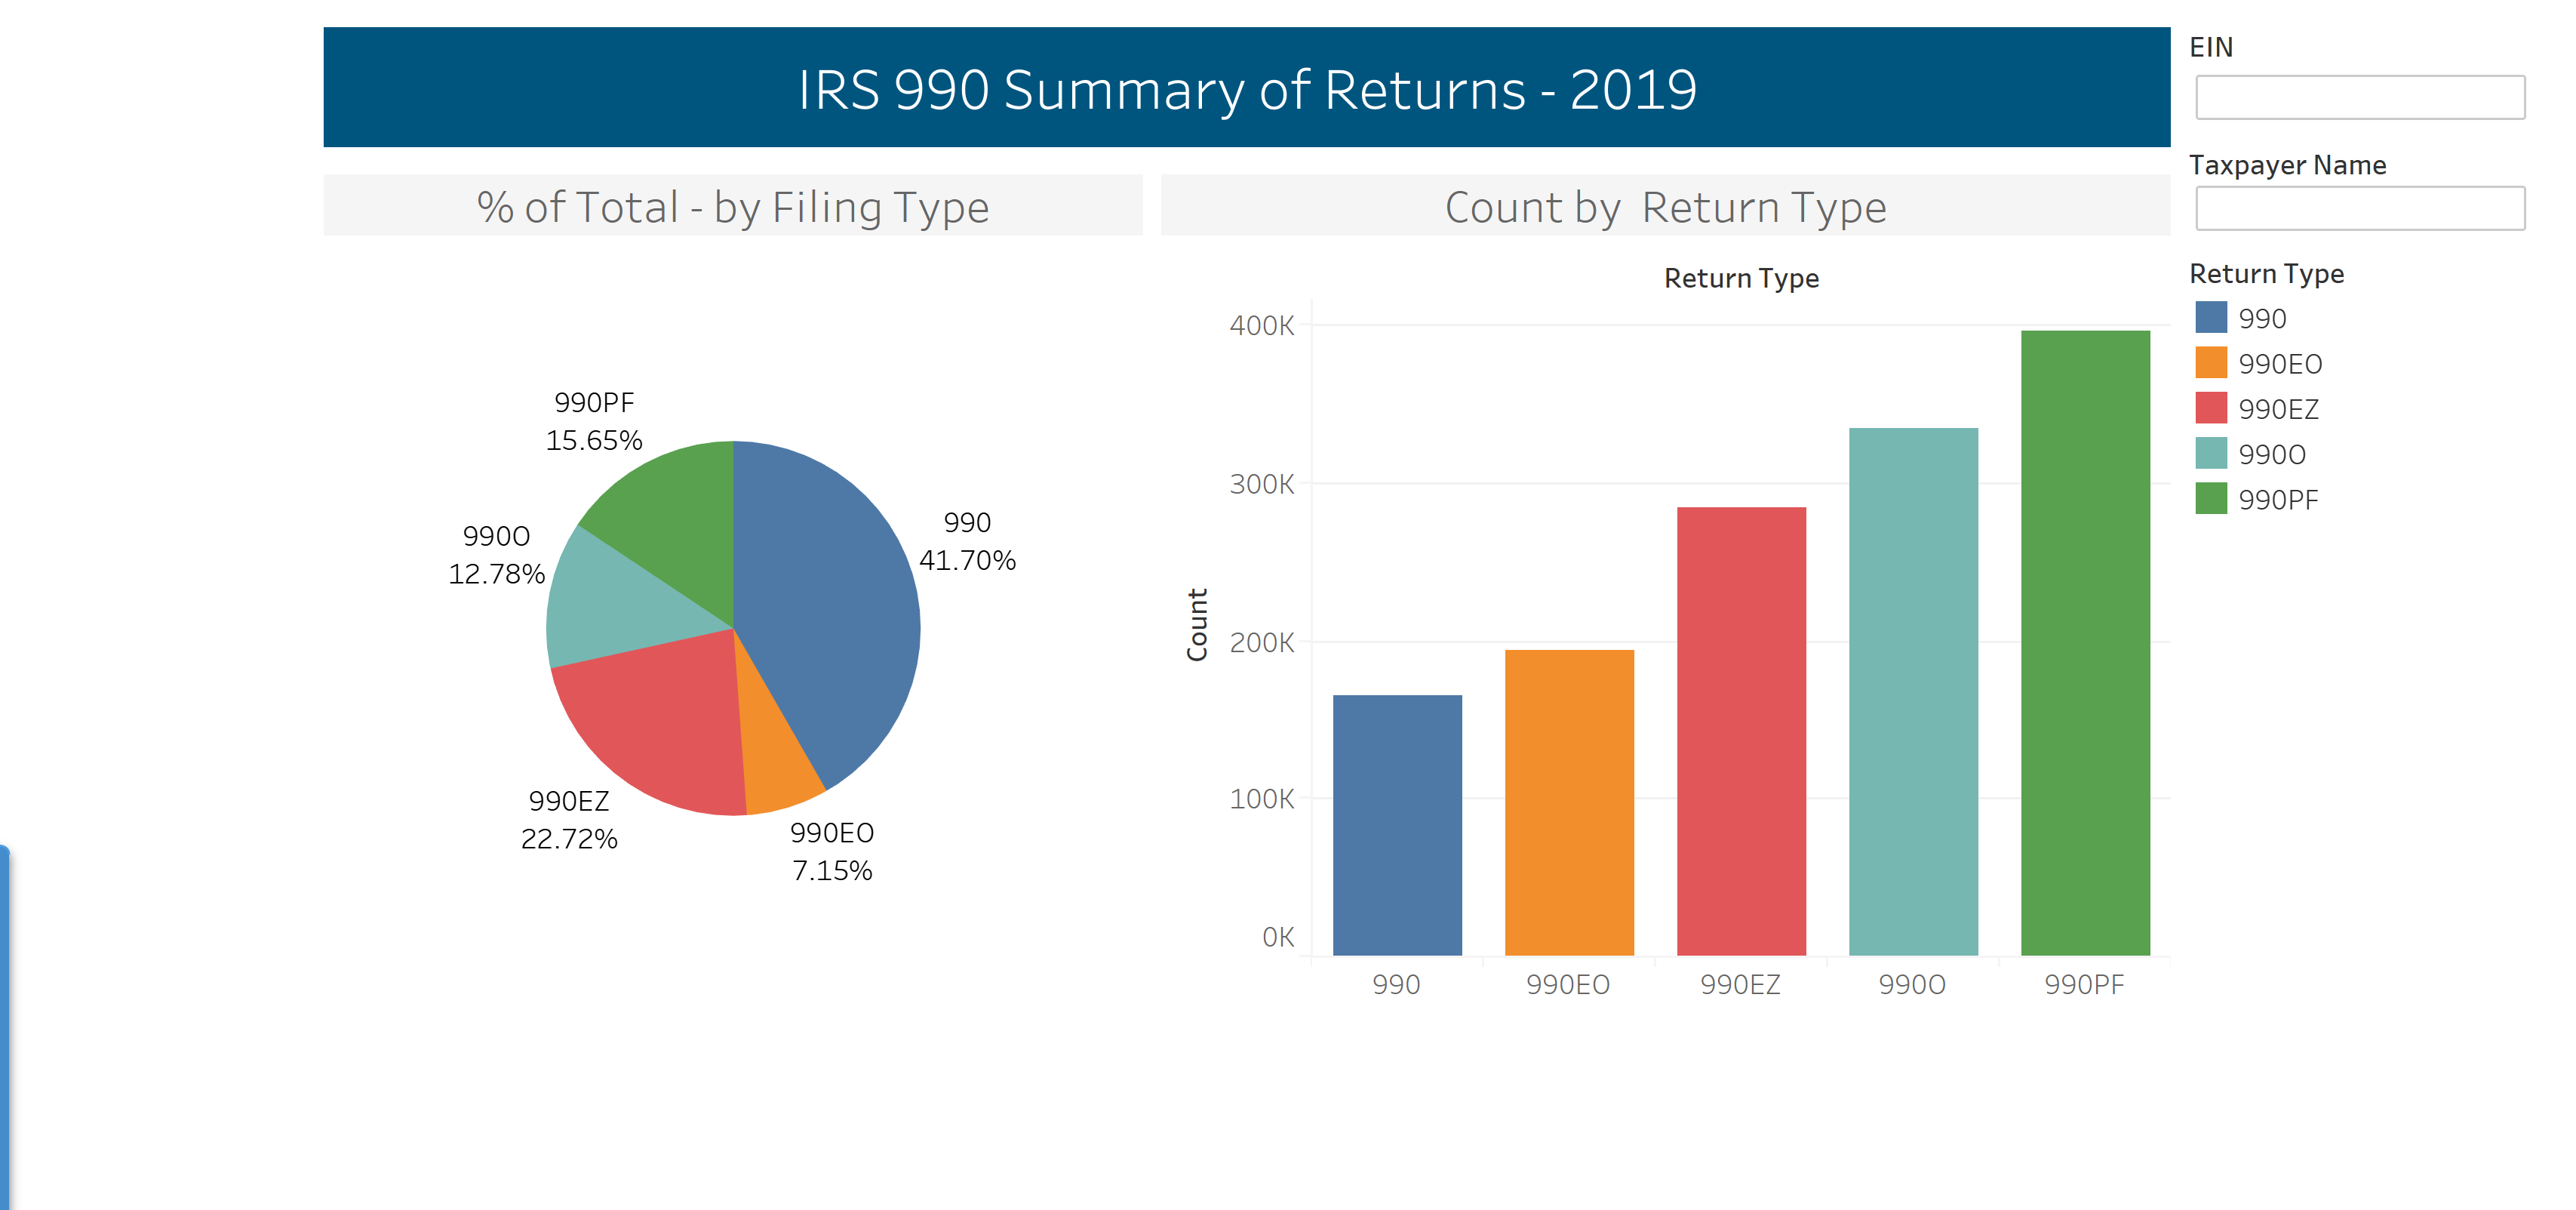 IRS 990 Summary of Returns - 2019
% of Total - by Filing Type
990PF
15.65%
990
41.70%
990O
12.78%
990EZ
22.72%
990EO
7.15%
Count by  Return Type
Return Type
Count
400K
300K
200K
100K
0K
990
990EO
990EZ
990O
990PF
EIN
Taxpayer Name
Return Type
990
990EO
990EZ
990O
990PF